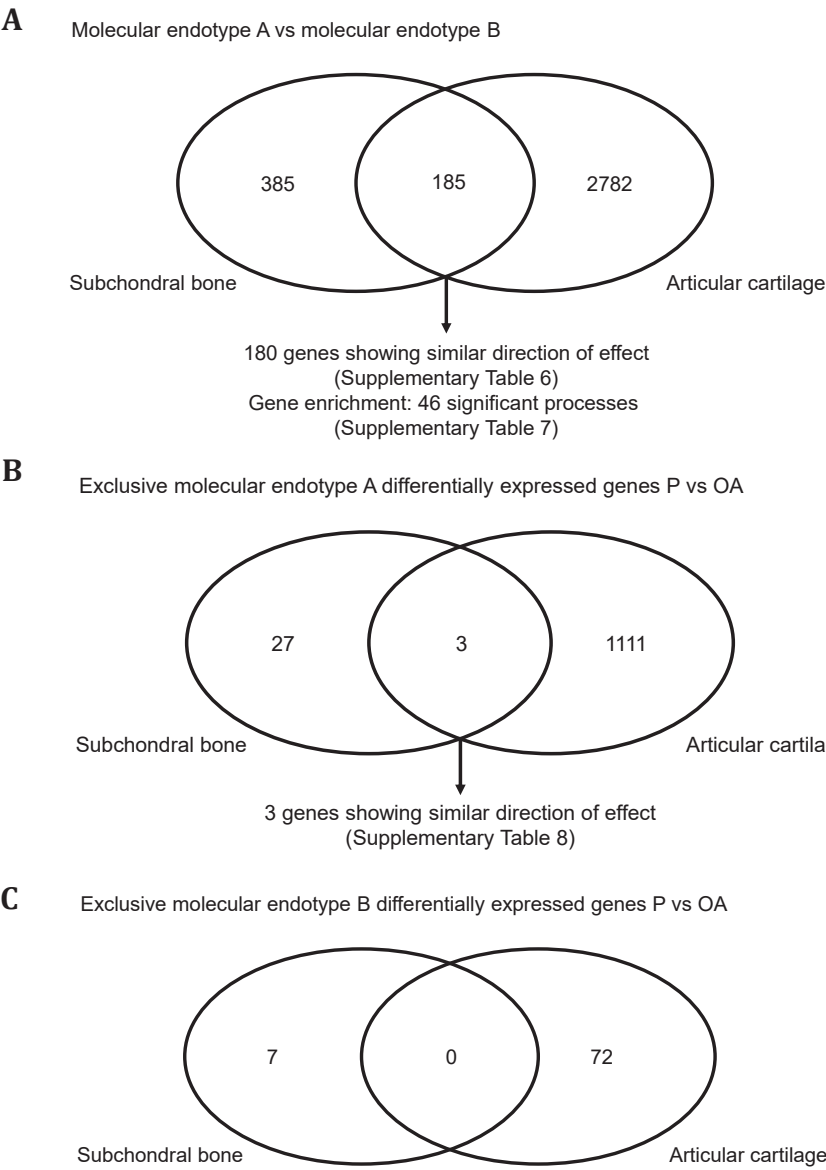 A
Molecular endotype A vs molecular endotype B
385
185
2782
Subchondral bone
Articular cartilage
180 genes showing similar direction of effect
(Supplementary Table 6)
Gene enrichment: 46 significant processes
(Supplementary Table 7)
B
Exclusive molecular endotype A differentially expressed genes P vs OA
27
3
1111
Subchondral bone
Articular cartila
3 genes showing similar direction of effect
(Supplementary Table 8)
C
Exclusive molecular endotype B differentially expressed genes P vs OA
7
0
72
Subchondral bone
Articular cartilage